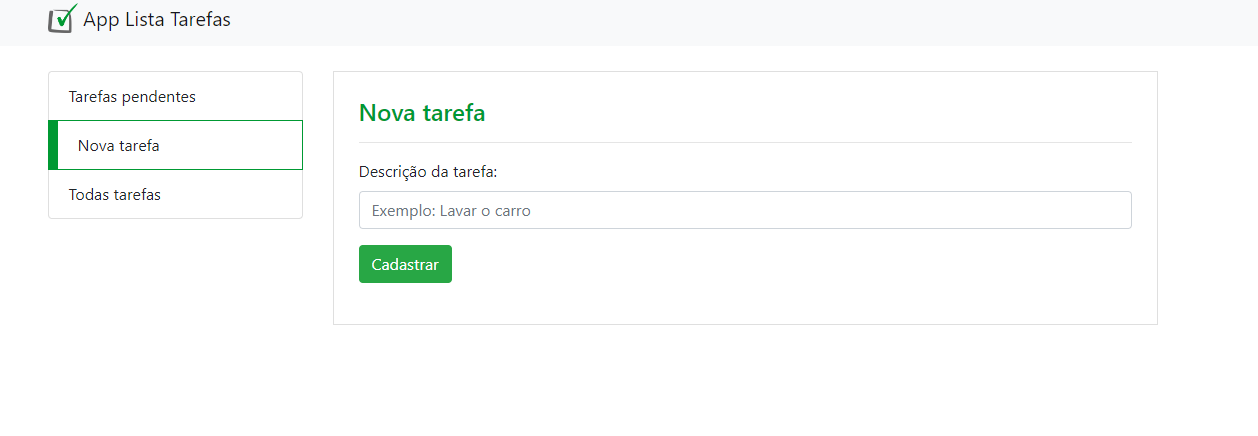 App Lista Tarefas
Tarefas pendentes
Nova tarefa
Todas tarefas
Nova tarefa
Descrição da tarefa:
Exemplo: Lavar o carro
Cadastrar